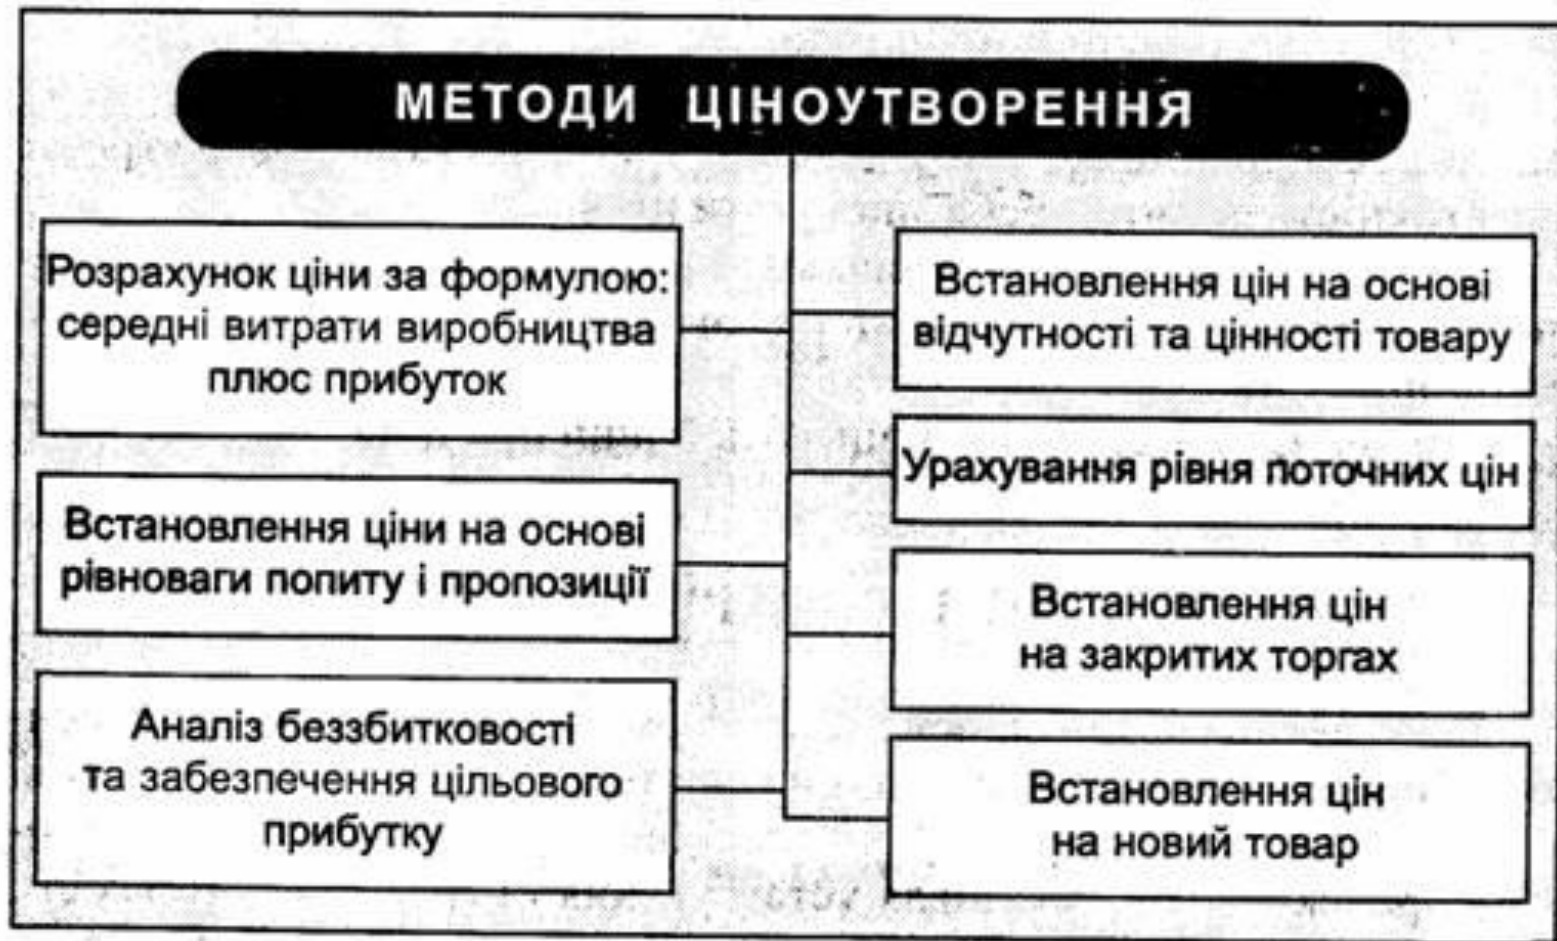 МЕТОДИ ЦІНОУТВОРЕННЯ
Розрахунок ціни за формулою:
середні витрати виробництва
плюс прибуток
Встановлення ціни на основі
рівноваги попиту і пропозиції
Аналіз беззбитковості
та забезпечення цільового
прибутку
Встановлення цін на основі
відчутності та цінності товару
Урахування рівня поточних цін
Встановлення цін
на закритих торгах
Встановлення цін
на новий товар